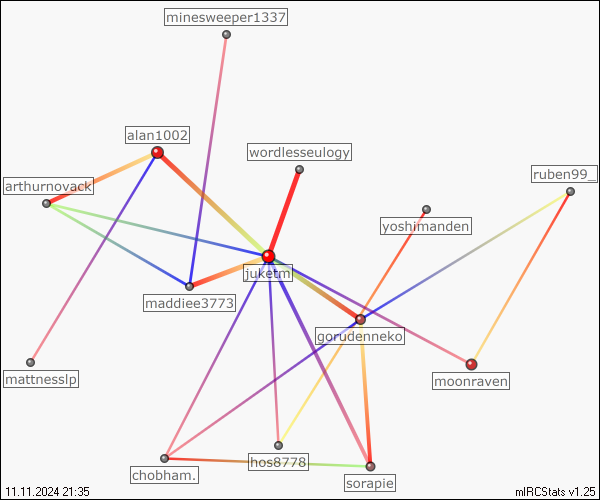 minesweeper1337
alan1002
wordlesseulogy
ruben99_
arthurnovack
yoshimanden
juketm
maddiee3773
gorudenneko
mattnesslp
moonraven
hos8778
chobham.
sorapie
11.11.2024 21:35
mIRCStats v1.25